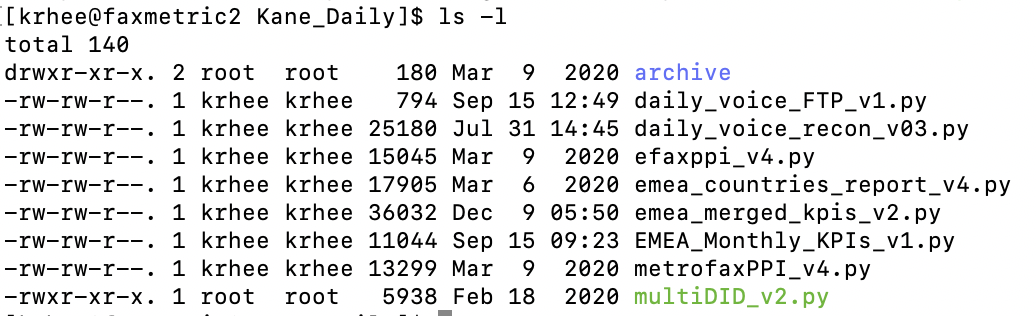 [krhee@faxmetric2 Kane_Daily]$ ls -l
total 140
drwxr-xr-x. 2 root  root    180 Mar  9  2020 archive
-rw-rw-r--. 1 krhee krhee   794 Sep 15 12:49 daily_voice_FTP_v1.py
-rw-rw-r--. 1 krhee krhee 25180 Jul 31 14:45 daily_voice_recon_v03.py
-rw-rw-r--. 1 krhee krhee 15045 Mar  9  2020 efaxppi_v4.py
-rw-rw-r--. 1 krhee krhee 17905 Mar  6  2020 emea_countries_report_v4.py
-rw-rw-r--. 1 krhee krhee 36032 Dec  9 05:50 emea_merged_kpis_v2.py
-rw-rw-r--. 1 krhee krhee 11044 Sep 15 09:23 EMEA_Monthly_KPIs_v1.py
-rw-rw-r--. 1 krhee krhee 13299 Mar  9  2020 metrofaxPPI_v4.py
-rwxrwxr-x. 1 root  root   5938 Feb 18  2020 multiDID_v2.py